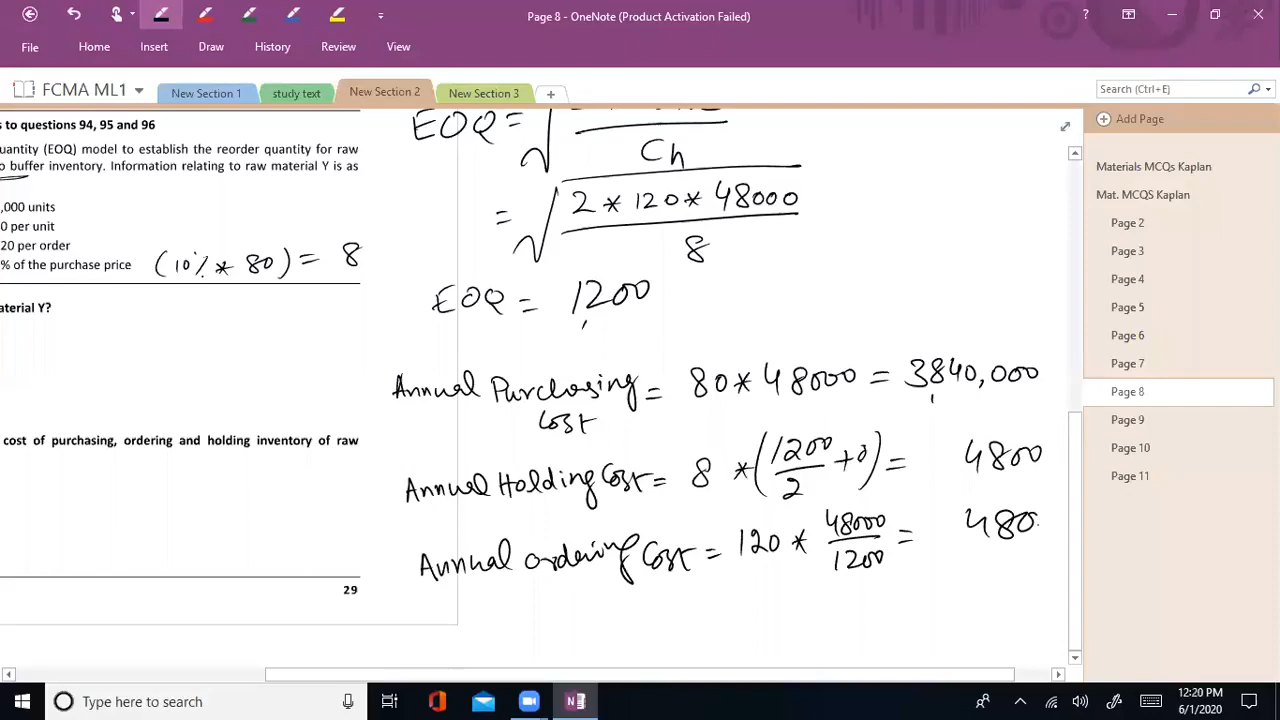 Page 8 - OneNote (Product Activation Failed)
?
File Home Insert Draw History Review View
FCMA ML1 New Section 1 study text New Section 2 New Section 3 +
Search (Ctrl+E)
Add Page
Materials MCQs Kaplan
Mat. MCQS Kaplan
Page 2
Page 3
Page 4
Page 5
Page 6
Page 7
Page 8
Page 9
Page 10
Page 11
s to questions 94, 95 and 96
uantity (EOQ) model to establish the reorder quantity for raw
o buffer inventory. Information relating to raw material Y is as
,000 units
0 per unit
20 per order
% of the purchase price (10% * 80) = 8
aterial Y?
cost of purchasing, ordering and holding inventory of raw
29
EOQ = √
Ch
= √ 2 * 120 * 48000
8
EOQ = 1200
Annual Purchasing Cost = 80 * 48000 = 3840,000
Annual Holding Cost = 8 * (1200/2 + 0) = 4800
Annual ordering Cost = 120 * 48000/1200 = 480
Type here to search
12:20 PM
6/1/2020